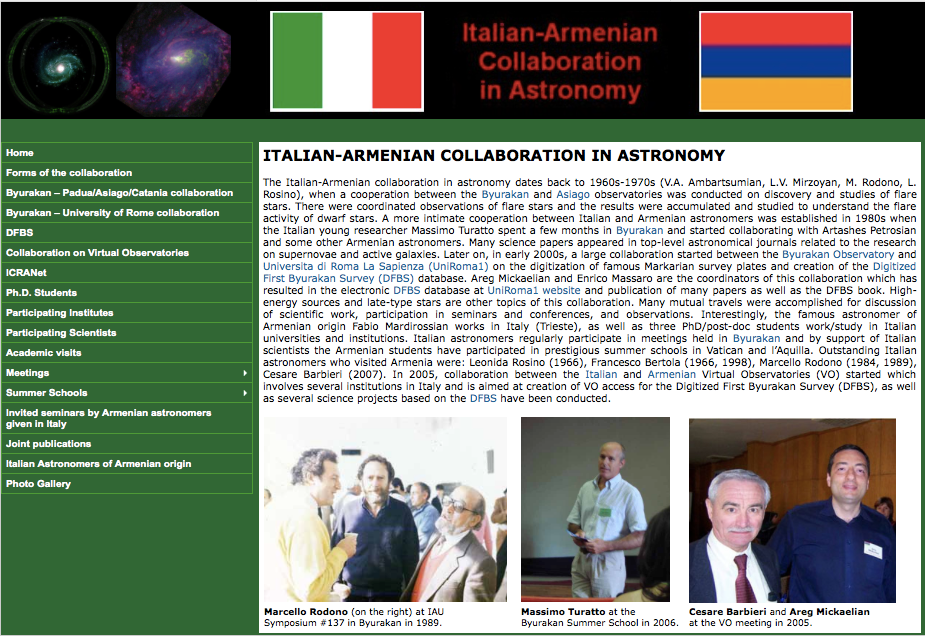 Italian-Armenian
Collaboration
in Astronomy
Home
Forms of the collaboration
Byurakan – Padua/Asiago/Catania collaboration
Byurakan – University of Rome collaboration
DFBS
Collaboration on Virtual Observatories
ICRANet
Ph.D. Students
Participating Institutes
Participating Scientists
Academic visits
Meetings
Summer Schools
Invited seminars by Armenian astronomers
given in Italy
Joint publications
Italian Astronomers of Armenian origin
Photo Gallery
ITALIAN-ARMENIAN COLLABORATION IN ASTRONOMY
The Italian-Armenian collaboration in astronomy dates back to 1960s-1970s (V.A. Ambartsumian, L.V. Mirzoyan, M. Rodono, L.
Rosino), when a cooperation between the Byurakan and Asiago observatories was conducted on discovery and studies of flare
stars. There were coordinated observations of flare stars and the results were accumulated and studied to understand the flare
activity of dwarf stars. A more intimate cooperation between Italian and Armenian astronomers was established in 1980s when
the Italian young researcher Massimo Turatto spent a few months in Byurakan and started collaborating with Artashes Petrosian
and some other Armenian astronomers. Many science papers appeared in top-level astronomical journals related to the research
on supernovae and active galaxies. Later on, in early 2000s, a large collaboration started between the Byurakan Observatory and
Universita di Roma La Sapienza (UniRoma1) on the digitization of famous Markarian survey plates and creation of the Digitized
First Byurakan Survey (DFBS) database. Areg Mickaelian and Enrico Massaro are the coordinators of this collaboration which has
resulted in the electronic DFBS database at UniRoma1 website and publication of many papers as well as the DFBS book. High-
energy sources and late-type stars are other topics of this collaboration. Many mutual travels were accomplished for discussion
of scientific work, participation in seminars and conferences, and observations. Interestingly, the famous astronomer of
Armenian origin Fabio Mardirossian works in Italy (Trieste), as well as three PhD/post-doc students work/study in Italian
universities and institutions. Italian astronomers regularly participate in meetings held in Byurakan and by support of Italian
scientists the Armenian students have participated in prestigious summer schools in Vatican and l'Aquilla. Outstanding Italian
astronomers who visited Armenia were: Leonida Rosino (1966), Francesco Bertola (1966, 1998), Marcello Rodono (1984, 1989),
Cesare Barbieri (2007). In 2005, collaboration between the Italian and Armenian Virtual Observatories (VO) started which
involves several institutions in Italy and is aimed at creation of VO access for the Digitized First Byurakan Survey (DFBS), as well
as several science projects based on the DFBS have been conducted.
Marcello Rodono (on the right) at IAU
Symposium #137 in Byurakan in 1989.
Massimo Turatto at the
Byurakan Summer School in 2006.
Cesare Barbieri and Areg Mickaelian
at the VO meeting in 2005.